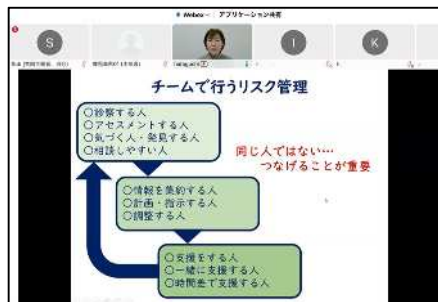 Webex アプリケーション共有
S
I
K
チームで行うリスク管理
○診察する人
○アセスメントする人
○気づく人・発見する人
○相談しやすい人
同じ人ではない…
つなげることが重要
○情報を集約する人
○計画・指示する人
○調整する人
○支援をする人
○一緒に支援する人
○時間差で支援する人